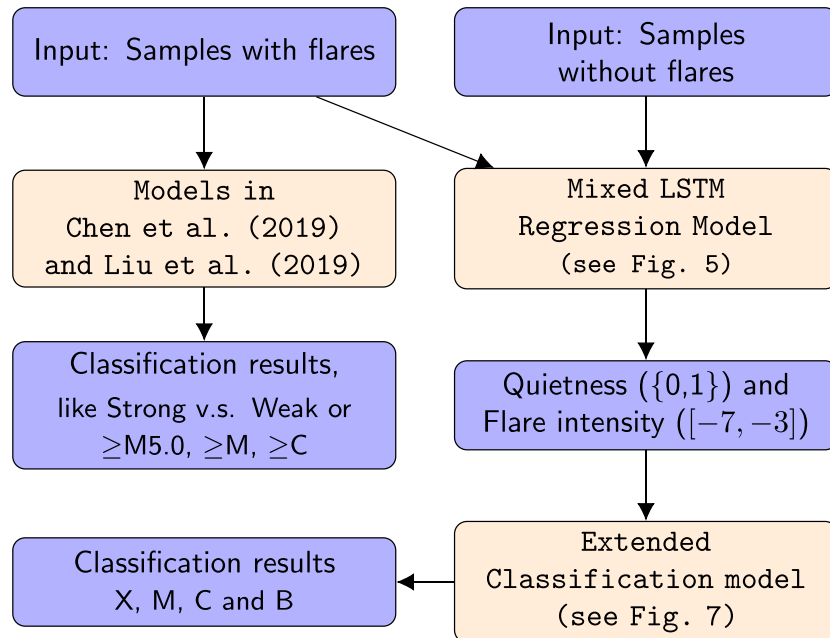 Input: Samples with flares
Input: Samples
without flares
Models in
Chen et al. (2019)
and Liu et al. (2019)
Mixed LSTM
Regression Model
(see Fig. 5)
Classification results,
like Strong v.s. Weak or
≥M5.0, ≥M, ≥C
Quietness ({0,1}) and
Flare intensity ([−7, −3])
Classification results
X, M, C and B
Extended
Classification model
(see Fig. 7)